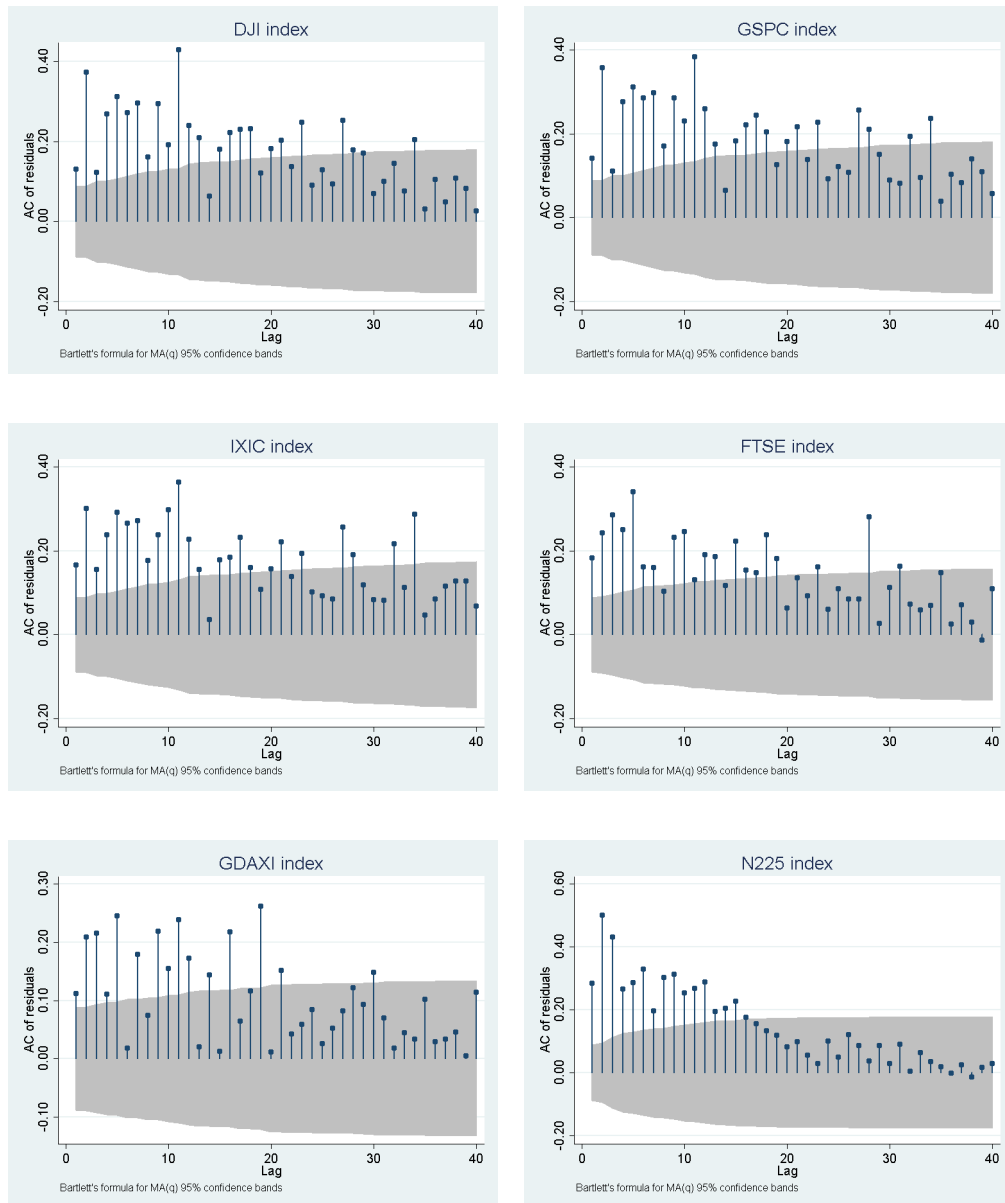 DJI index
AC of residuals
0.40
0.20
0.00
-0.20
0 10 20 30 40
Lag
Bartlett's formula for MA(q) 95% confidence bands
GSPC index
AC of residuals
0.40
0.20
0.00
-0.20
0 10 20 30 40
Lag
Bartlett's formula for MA(q) 95% confidence bands
IXIC index
AC of residuals
0.40
0.20
0.00
-0.20
0 10 20 30 40
Lag
Bartlett's formula for MA(q) 95% confidence bands
FTSE index
AC of residuals
0.40
0.20
0.00
-0.20
0 10 20 30 40
Lag
Bartlett's formula for MA(q) 95% confidence bands
GDAXI index
AC of residuals
0.30
0.20
0.10
0.00
-0.10
0 10 20 30 40
Lag
Bartlett's formula for MA(q) 95% confidence bands
N225 index
AC of residuals
0.60
0.40
0.20
0.00
-0.20
0 10 20 30 40
Lag
Bartlett's formula for MA(q) 95% confidence bands